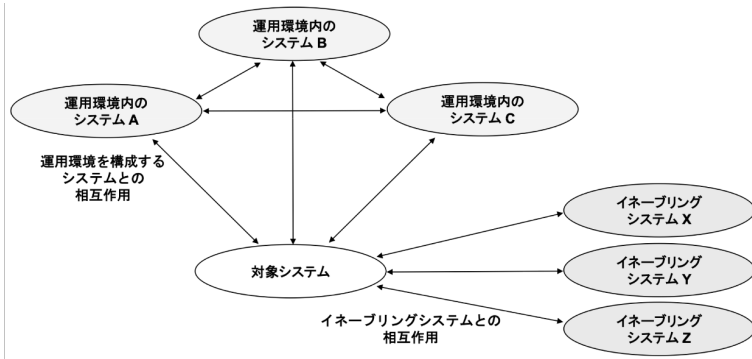 運用環境内の
システム B
運用環境内の
システム A
運用環境内の
システム C
運用環境を構成する
システムとの
相互作用
イネーブリング
システム X
対象システム
イネーブリング
システム Y
イネーブリングシステムとの
相互作用
イネーブリング
システム Z